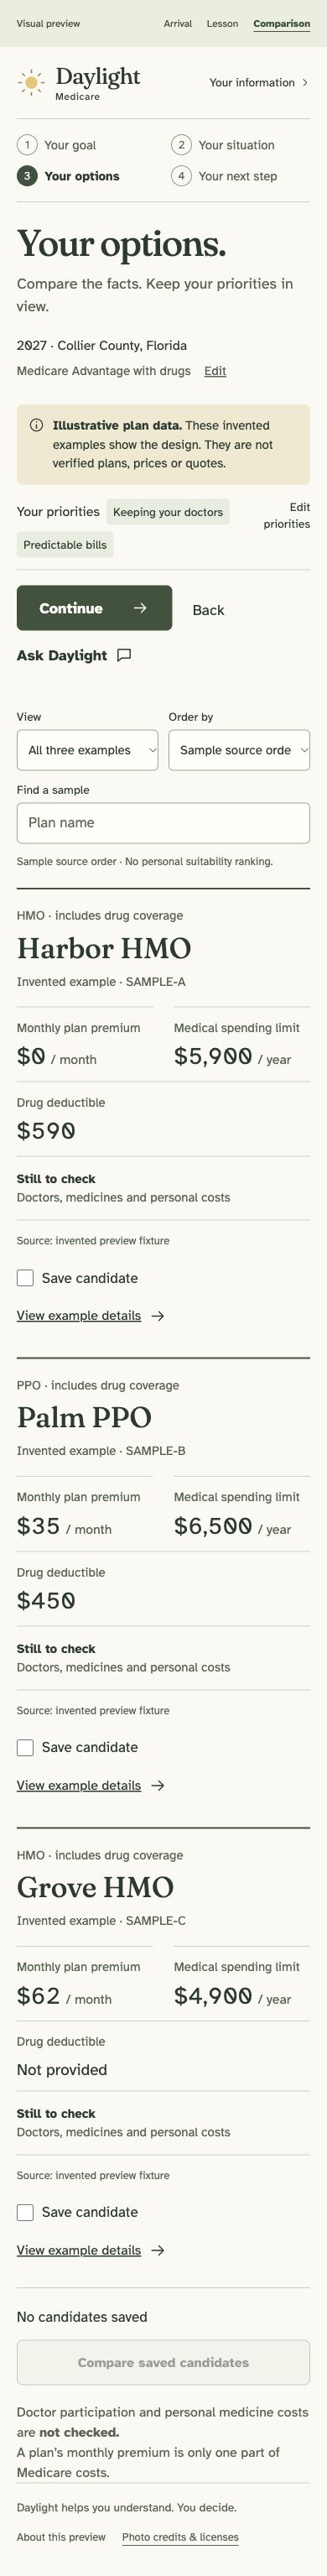 Visual preview Arrival Lesson Comparison
Daylight
Medicare
Your information
1 Your goal
2 Your situation
3 Your options
4 Your next step
Your options.
Compare the facts. Keep your priorities in
view.
2027 · Collier County, Florida
Medicare Advantage with drugs Edit
Illustrative plan data. These invented
examples show the design. They are not
verified plans, prices or quotes.
Your priorities Keeping your doctors
Predictable bills
Edit
priorities
Continue
Back
Ask Daylight
View
All three examples
Order by
Sample source orde
Find a sample
Plan name
Sample source order · No personal suitability ranking.
HMO · includes drug coverage
Harbor HMO
Invented example · SAMPLE-A
Monthly plan premium
$0 / month
Medical spending limit
$5,900 / year
Drug deductible
$590
Still to check
Doctors, medicines and personal costs
Source: invented preview fixture
Save candidate
View example details
PPO · includes drug coverage
Palm PPO
Invented example · SAMPLE-B
Monthly plan premium
$35 / month
Medical spending limit
$6,500 / year
Drug deductible
$450
Still to check
Doctors, medicines and personal costs
Source: invented preview fixture
Save candidate
View example details
HMO · includes drug coverage
Grove HMO
Invented example · SAMPLE-C
Monthly plan premium
$62 / month
Medical spending limit
$4,900 / year
Drug deductible
Not provided
Still to check
Doctors, medicines and personal costs
Source: invented preview fixture
Save candidate
View example details
No candidates saved
Compare saved candidates
Doctor participation and personal medicine costs
are not checked.
A plan's monthly premium is only one part of
Medicare costs.
Daylight helps you understand. You decide.
About this preview Photo credits & licenses